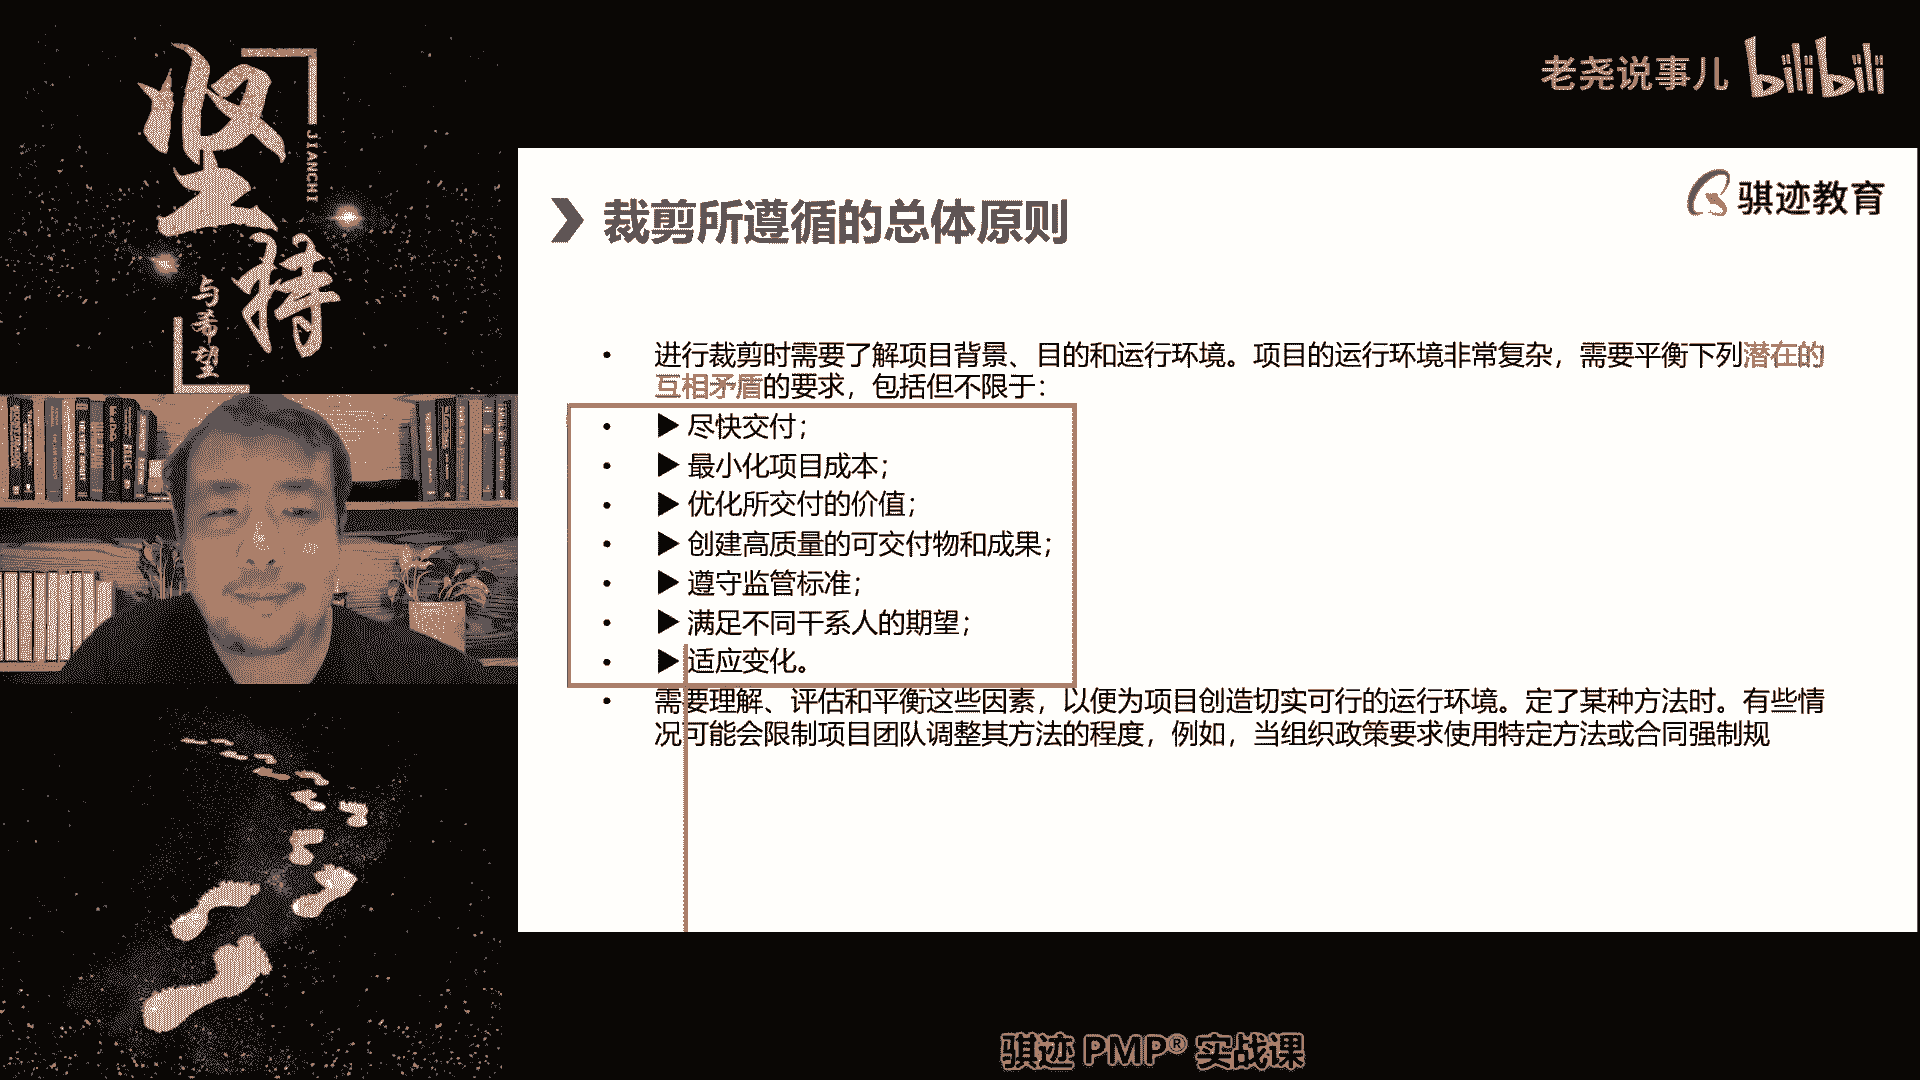 坚持
JIANCHI
与希望
老尧说事儿 bilibili
骐迹教育
裁剪所遵循的总体原则
• 进行裁剪时需要了解项目背景、目的和运行环境。项目的运行环境非常复杂，需要平衡下列潜在的
互相矛盾的要求，包括但不限于：
• ▶ 尽快交付；
• ▶ 最小化项目成本；
• ▶ 优化所交付的价值；
• ▶ 创建高质量的可交付物和成果；
• ▶ 遵守监管标准；
• ▶ 满足不同干系人的期望；
• ▶ 适应变化。
• 需要理解、评估和平衡这些因素，以便为项目创造切实可行的运行环境。定了某种方法时。有些情
况可能会限制项目团队调整其方法的程度，例如，当组织政策要求使用特定方法或合同强制规
骐迹 PMP® 实战课